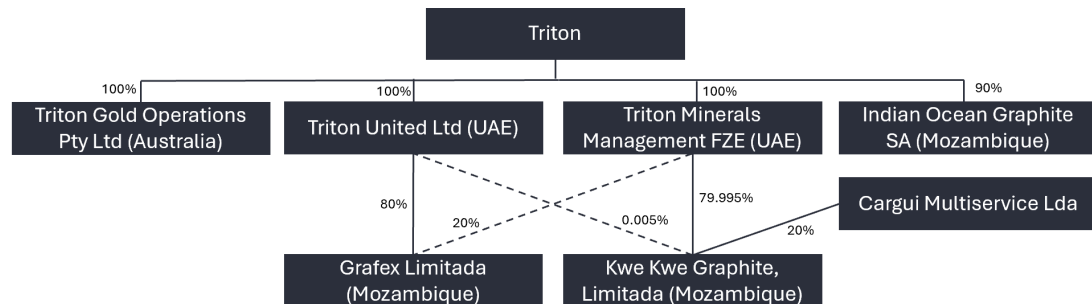 Triton
100%
100%
100%
90%
Triton Gold Operations
Pty Ltd (Australia)
Triton United Ltd (UAE)
Triton Minerals
Management FZE (UAE)
Indian Ocean Graphite
SA (Mozambique)
80%
20%
0.005%
79.995%
20%
Cargui Multiservice Lda
Grafex Limitada
(Mozambique)
Kwe Kwe Graphite,
Limitada (Mozambique)